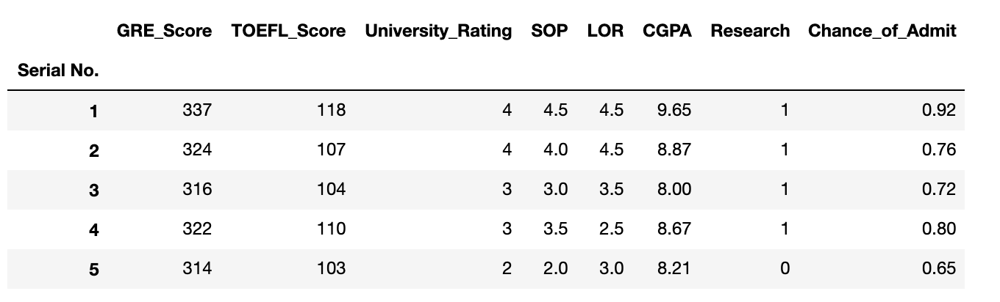 GRE_Score TOEFL_Score University_Rating SOP LOR CGPA Research Chance_of_Admit
Serial No.
1 337 118 4 4.5 4.5 9.65 1 0.92
2 324 107 4 4.0 4.5 8.87 1 0.76
3 316 104 3 3.0 3.5 8.00 1 0.72
4 322 110 3 3.5 2.5 8.67 1 0.80
5 314 103 2 2.0 3.0 8.21 0 0.65